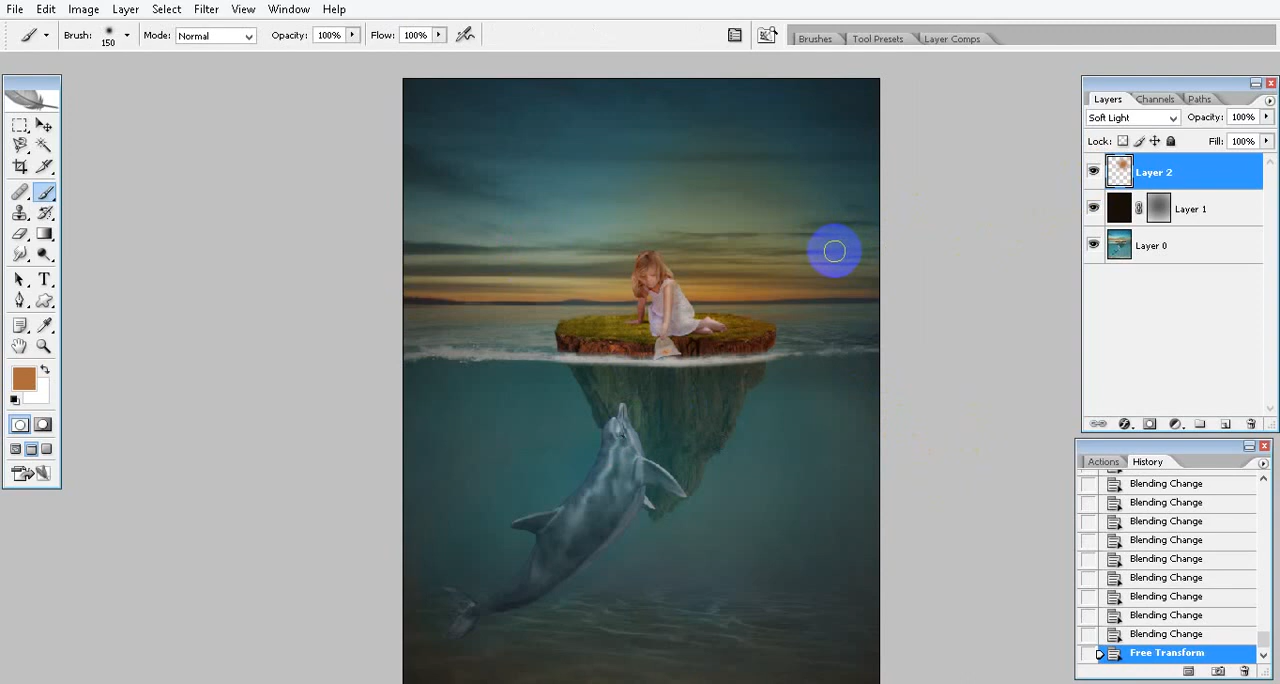 File Edit Image Layer Select Filter View Window Help
Brush: 150 Mode: Normal Opacity: 100% Flow: 100% Brushes Tool Presets Layer Comps
Layers Channels Paths
Soft Light Opacity: 100%
Lock: Fill: 100%
Layer 2
Layer 1
Layer 0
Actions History
Blending Change
Blending Change
Blending Change
Blending Change
Blending Change
Blending Change
Blending Change
Blending Change
Blending Change
Free Transform